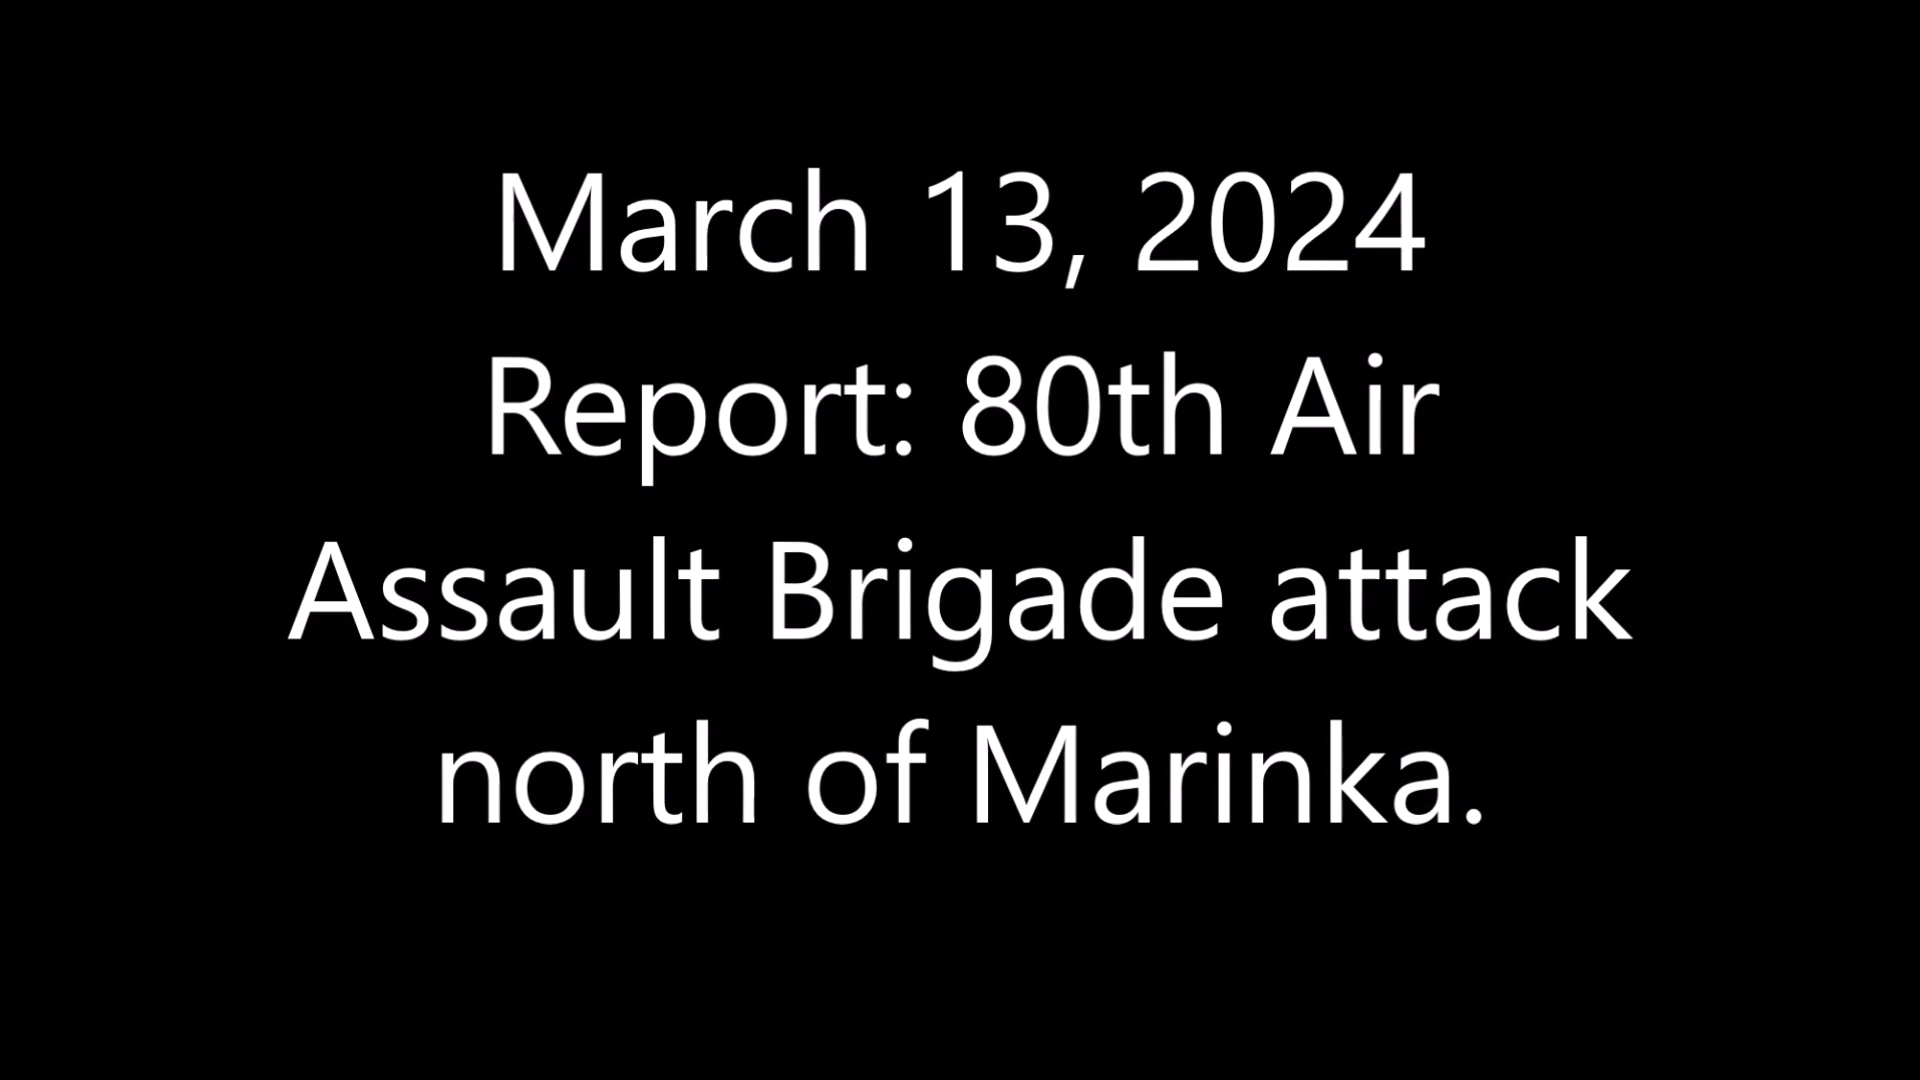 March 13, 2024
Report: 80th Air
Assault Brigade attack
north of Marinka.